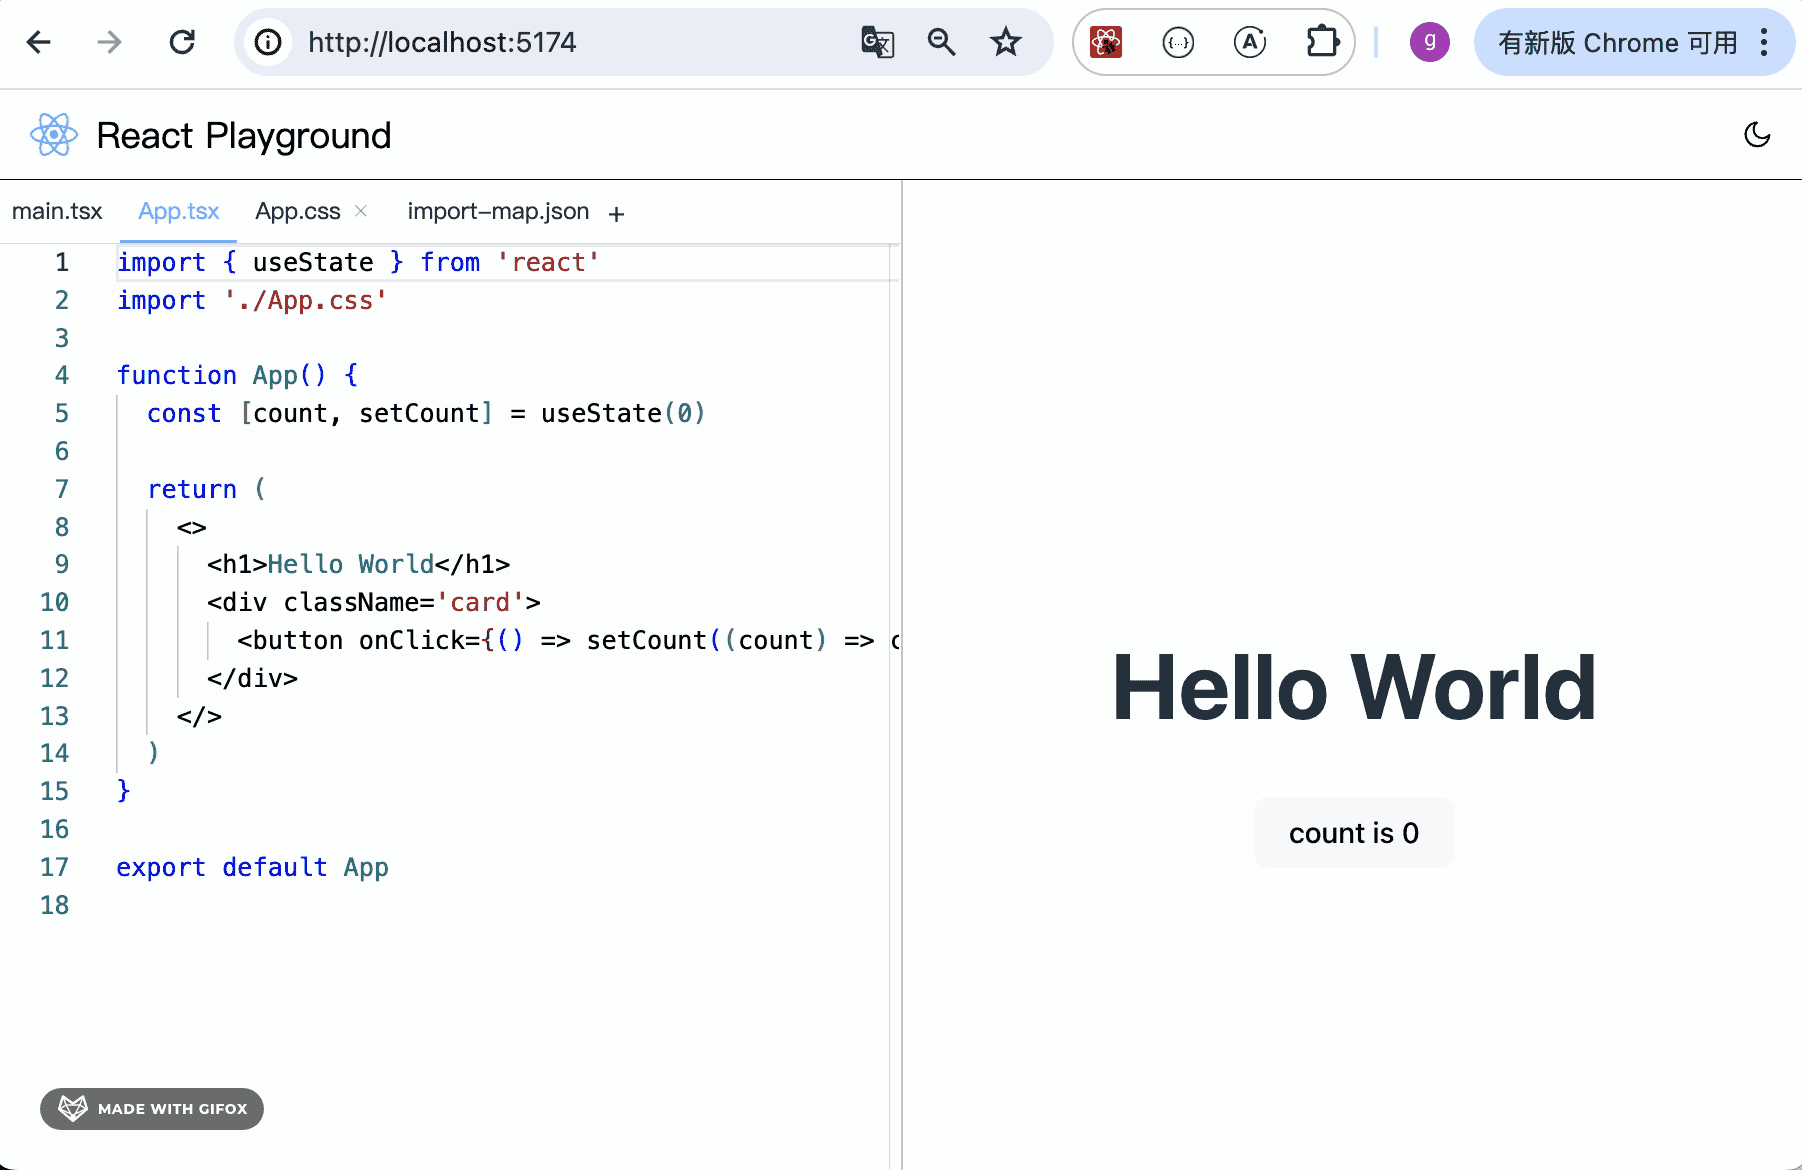 http://localhost:5174
g
有新版 Chrome 可用
React Playground
main.tsx App.tsx App.css × import-map.json +
1 import { useState } from 'react'
2 import './App.css'
3
4 function App() {
5 const [count, setCount] = useState(0)
6
7 return (
8 <>
9 <h1>Hello World</h1>
10 <div className='card'>
11 <button onClick={() => setCount((count) => c
12 </div>
13 </>
14 )
15 }
16
17 export default App
18
Hello World
count is 0
MADE WITH GIFOX